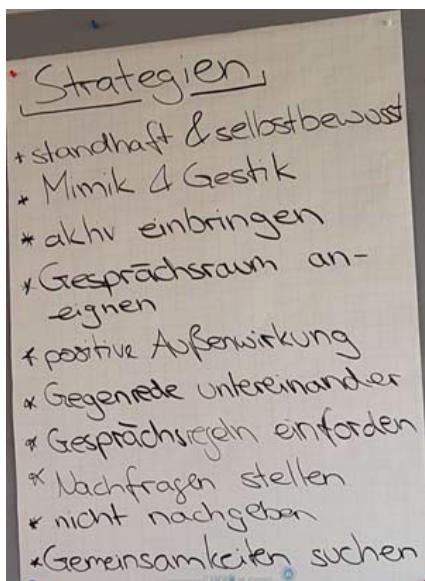 Strategien
* standhaft & selbstbewusst
* Mimik & Gestik
* aktiv einbringen
* Gesprächsraum an-
eignen
* positive Außenwirkung
* Gegenrede untereinander
* Gesprächsregeln einforden
* Nachfragen stellen
* nicht nachgeben
* Gemeinsamkeiten suchen